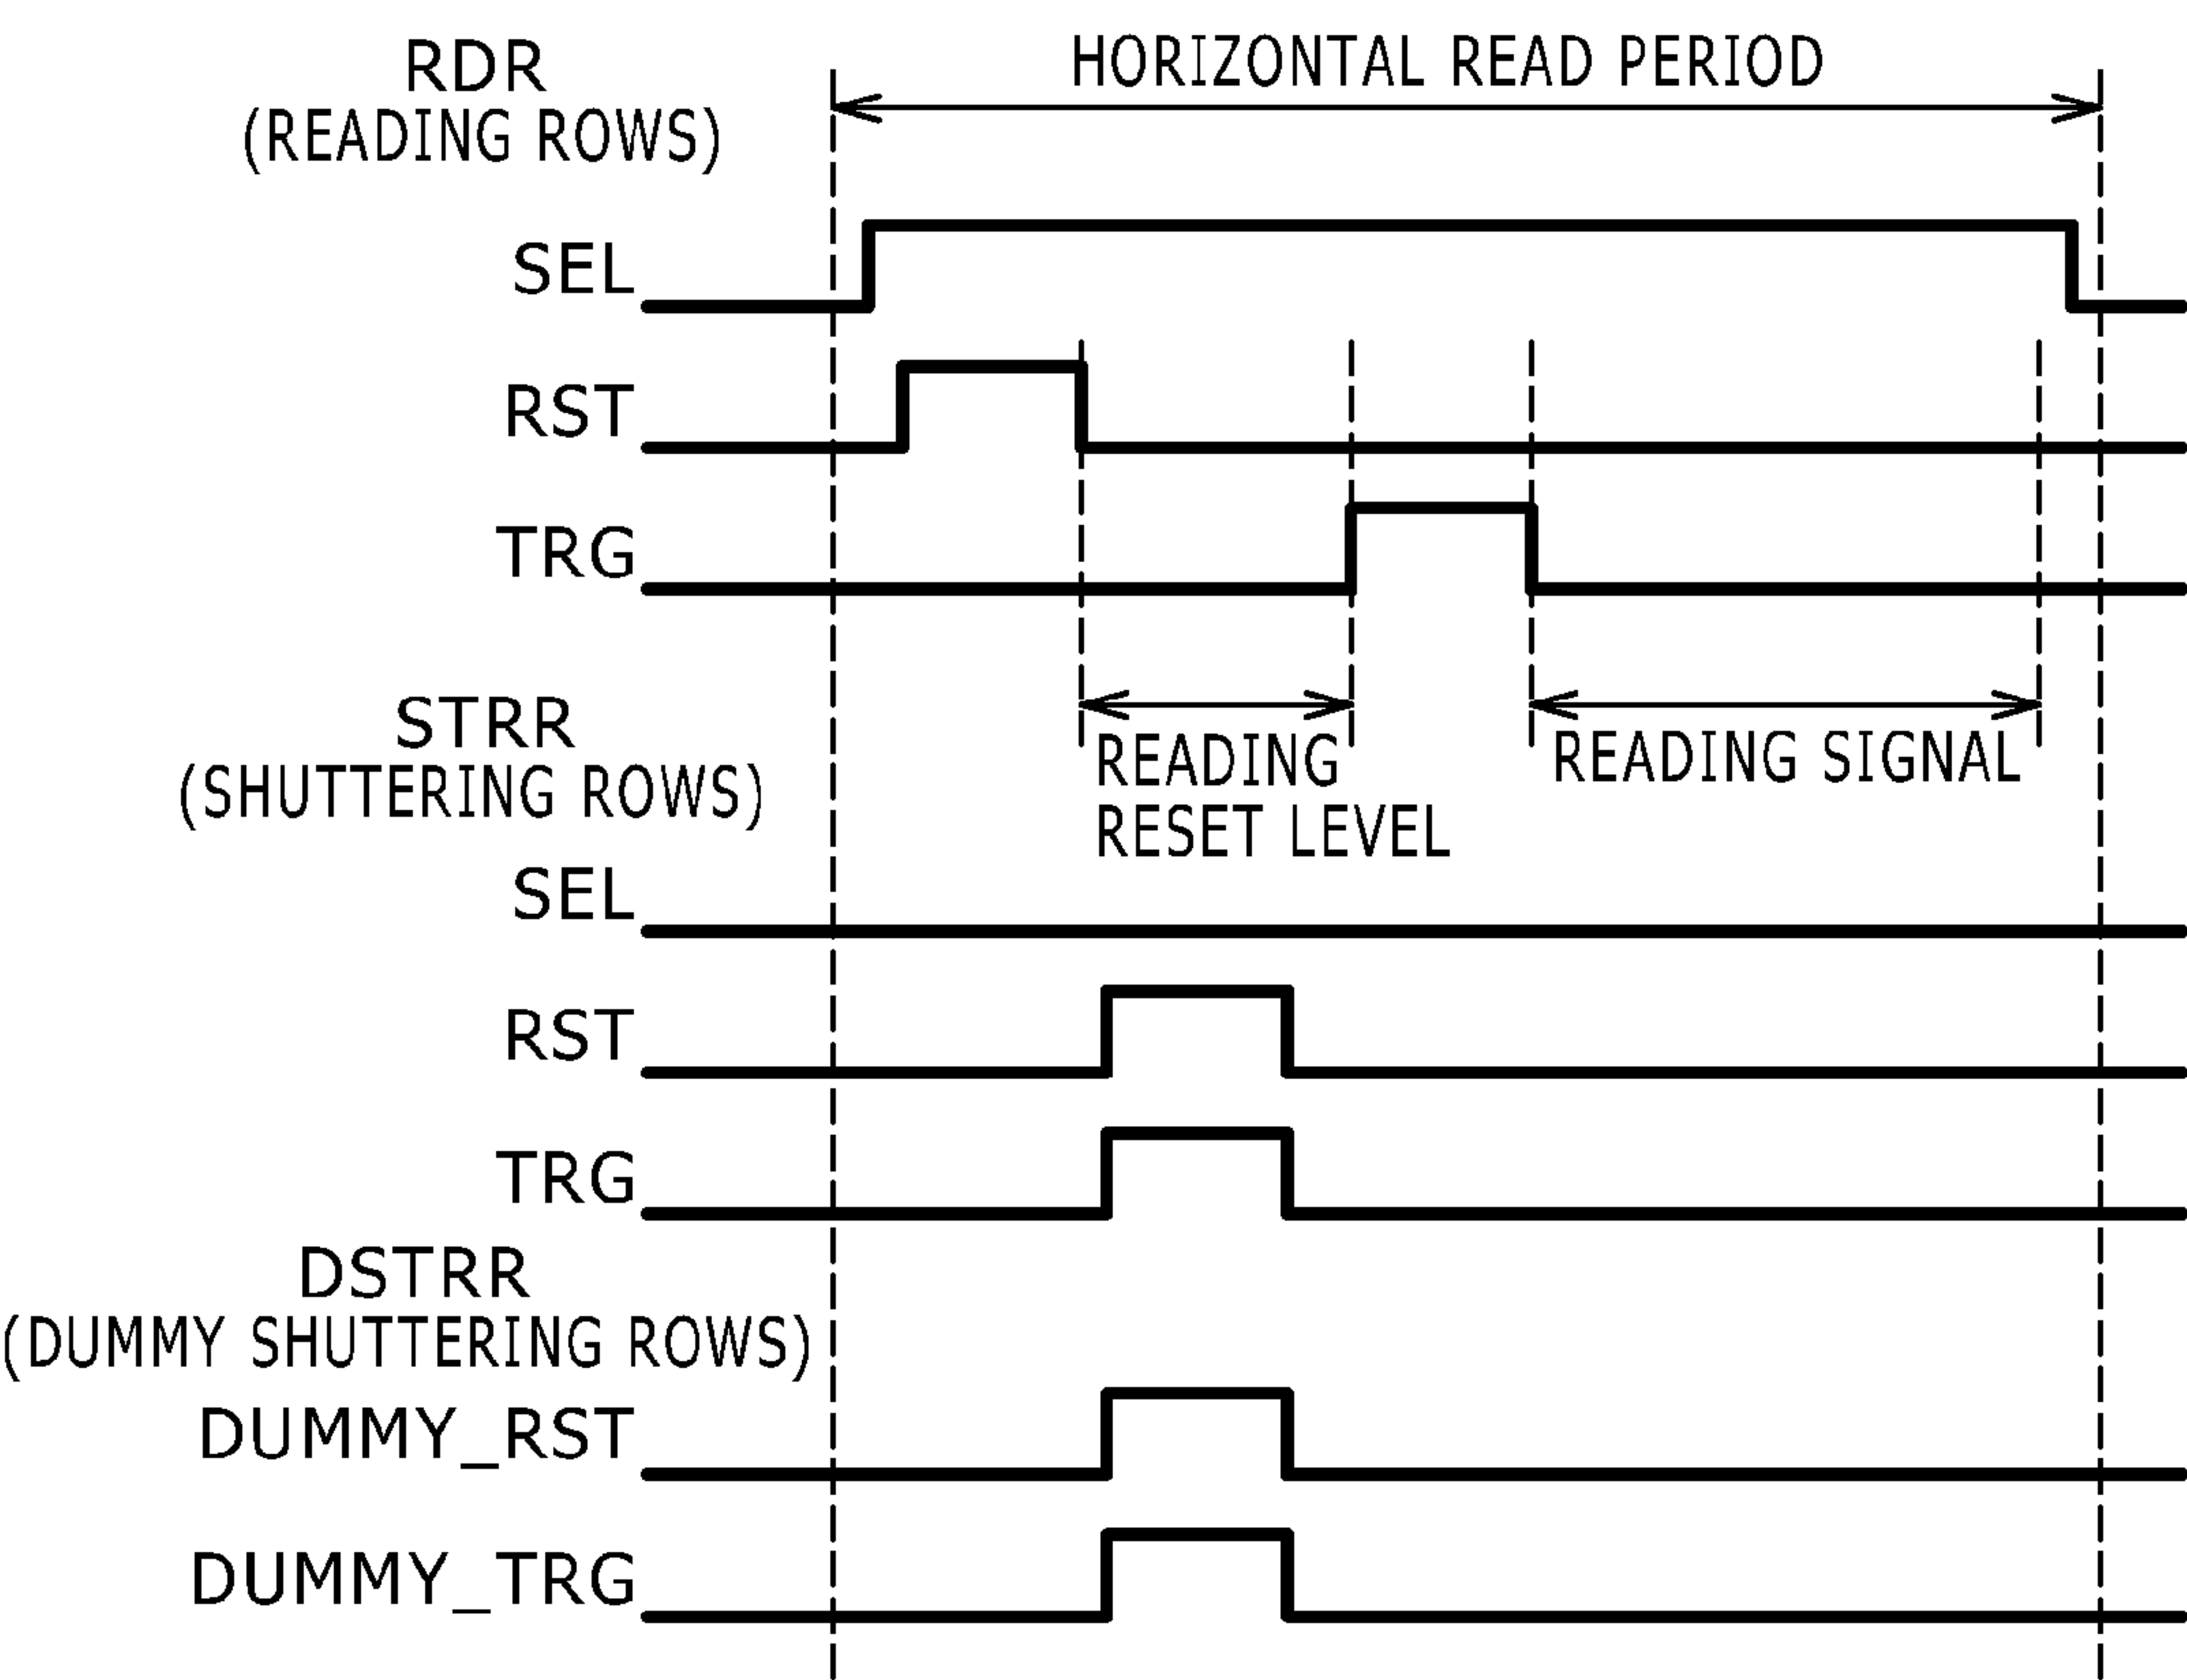 RDR
(READING ROWS)
HORIZONTAL READ PERIOD
SEL
RST
TRG
READING
RESET LEVEL
READING SIGNAL
STRR
(SHUTTERING ROWS)
SEL
RST
TRG
DSTRR
(DUMMY SHUTTERING ROWS)
DUMMY_RST
DUMMY_TRG